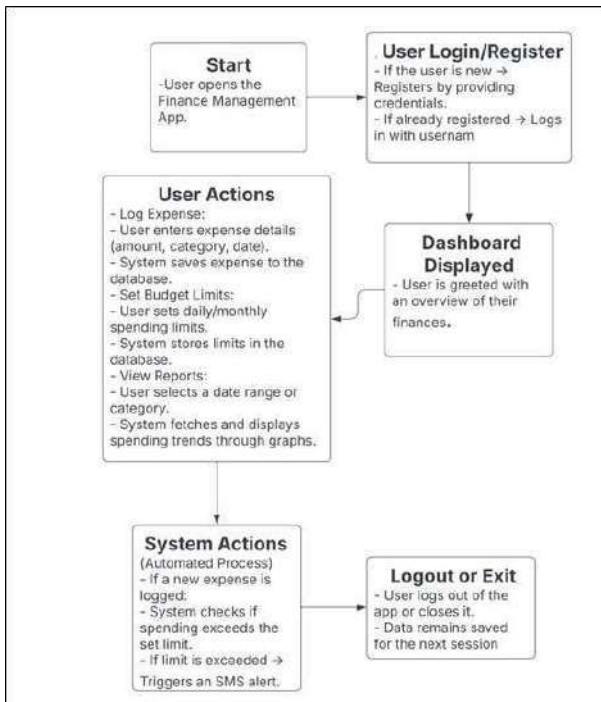 Start
-User opens the
Finance Management
App.
. User Login/Register
- If the user is new →
Registers by providing
credentials.
- If already registered → Logs
in with usernam
User Actions
- Log Expense:
- User enters expense details
(amount, category, date).
- System saves expense to the
database.
- Set Budget Limits:
- User sets daily/monthly
spending limits.
- System stores limits in the
database.
- View Reports:
- User selects a date range or
category.
- System fetches and displays
spending trends through graphs.
Dashboard
Displayed
- User is greeted with
an overview of their
finances.
System Actions
(Automated Process)
- If a new expense is
logged:
- System checks if
spending exceeds the
set limit.
- If limit is exceeded →
Triggers an SMS alert.
Logout or Exit
- User logs out of the
app or closes it.
- Data remains saved
for the next session